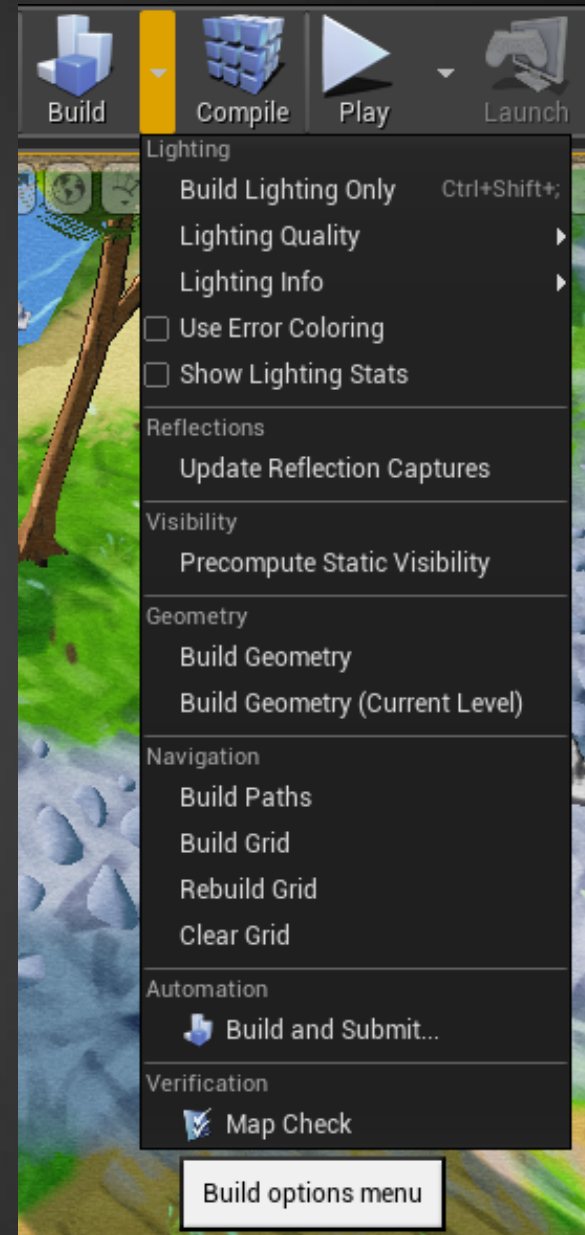 Build
Compile
Play
Launch
Lighting
Build Lighting Only Ctrl+Shift+;
Lighting Quality
Lighting Info
Use Error Coloring
Show Lighting Stats
Reflections
Update Reflection Captures
Visibility
Precompute Static Visibility
Geometry
Build Geometry
Build Geometry (Current Level)
Navigation
Build Paths
Build Grid
Rebuild Grid
Clear Grid
Automation
Build and Submit...
Verification
Map Check
Build options menu